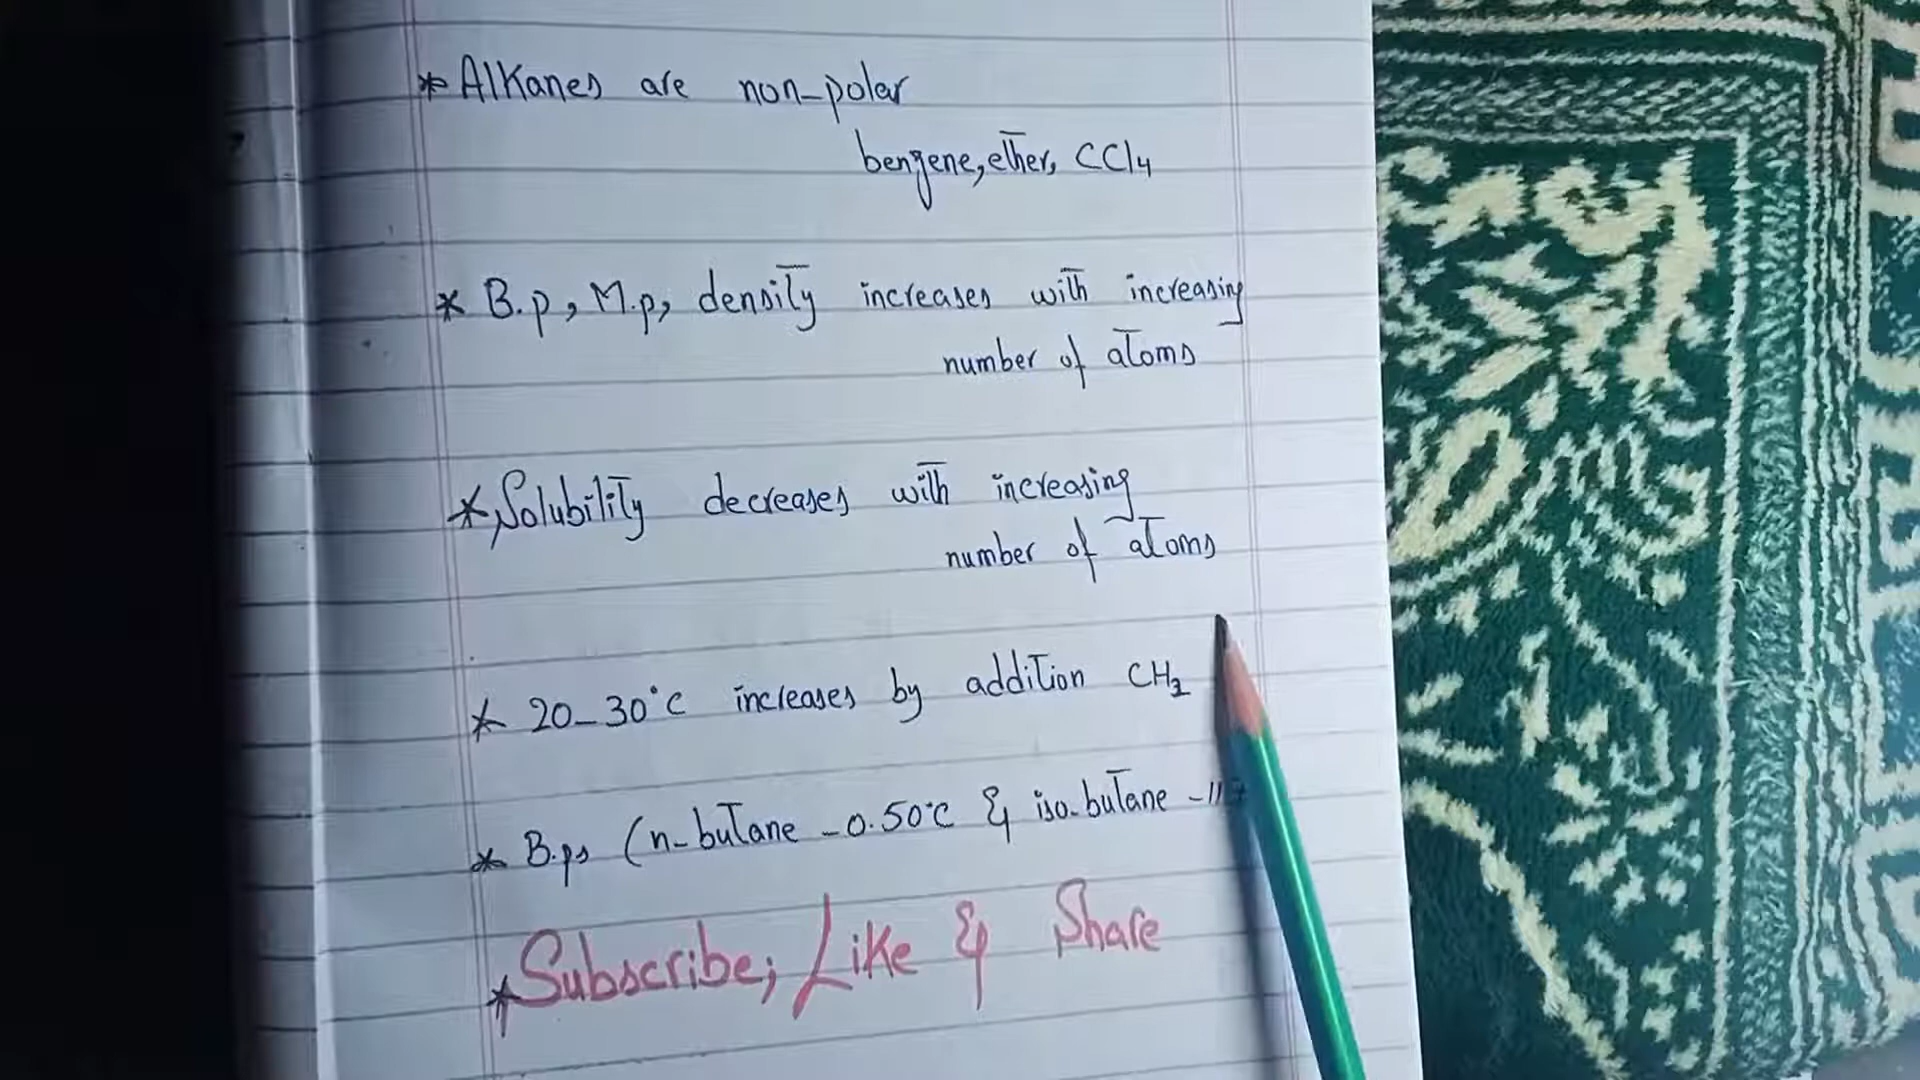 * Alkanes are non-polar
benzene, ether, CCl4
* B.p, M.p, density increases with increasing
number of atoms
* Solubility decreases with increasing
number of atoms
* 20-30°C increases by addition CH2
* B.ps (n-butane -0.50°C & iso-butane
* Subscribe; Like & Share